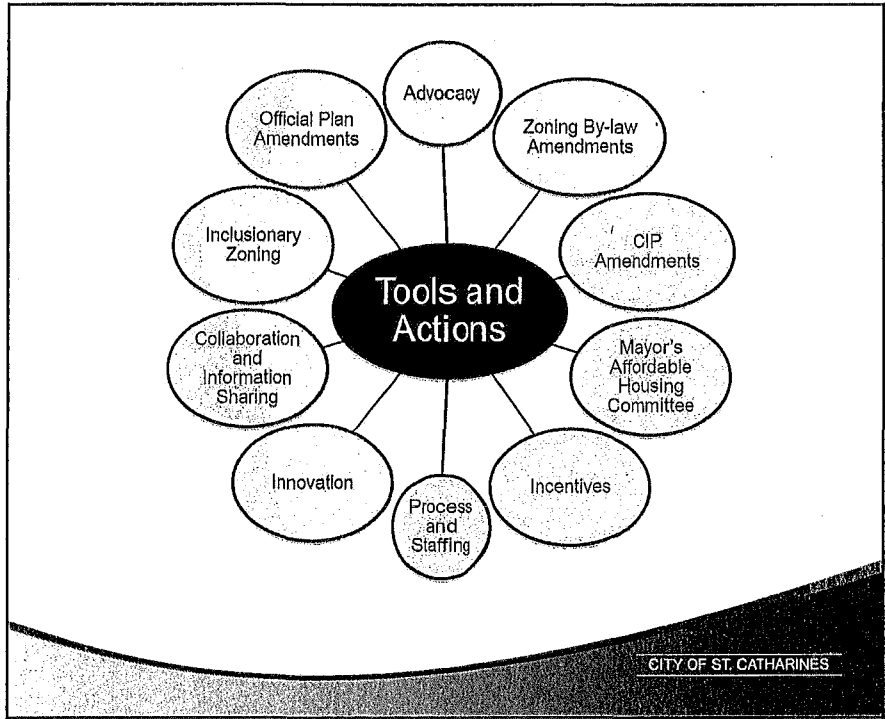 Advocacy
Official Plan
Amendments
Zoning By-law
Amendments
Inclusionary
Zoning
CIP
Amendments
Tools and
Actions
Collaboration
and
Information
Sharing
Mayor's
Affordable
Housing
Committee
Innovation
Incentives
Process
and
Staffing
CITY OF ST. CATHARINES